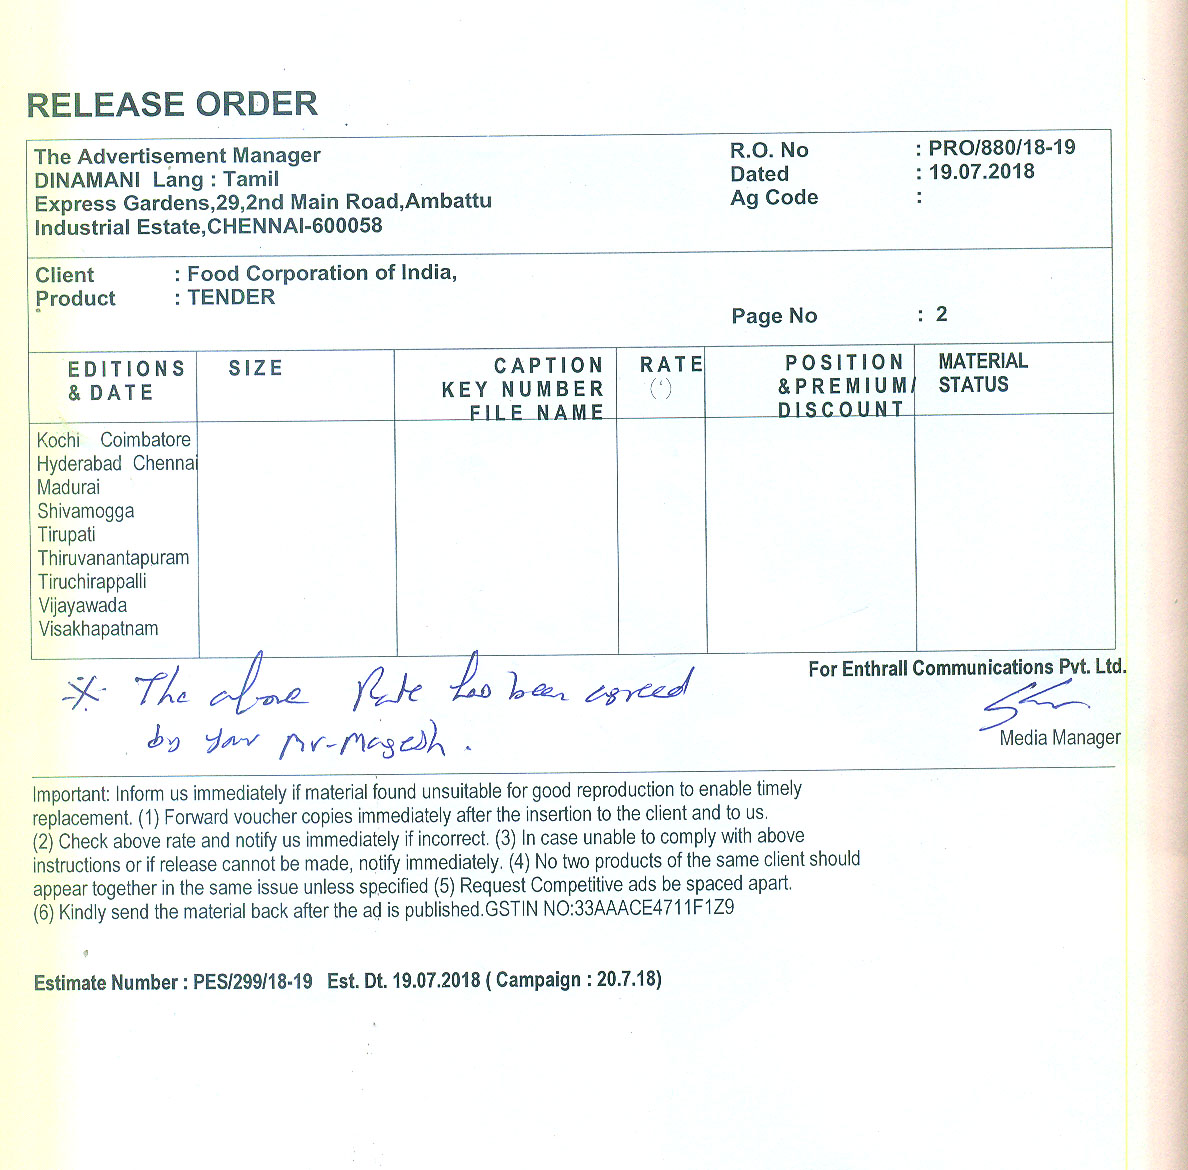 RELEASE ORDER
The Advertisement Manager
DINAMANI Lang : Tamil
Express Gardens,29,2nd Main Road,Ambattu
Industrial Estate,CHENNAI-600058
R.O. No : PRO/880/18-19
Dated : 19.07.2018
Ag Code :
Client : Food Corporation of India,
Product : TENDER
Page No : 2
EDITIONS & DATE
SIZE
CAPTION KEY NUMBER FILE NAME
RATE (')
POSITION &PREMIUM/ DISCOUNT
MATERIAL STATUS
Kochi Coimbatore
Hyderabad Chennai
Madurai
Shivamogga
Tirupati
Thiruvanantapuram
Tiruchirappalli
Vijayawada
Visakhapatnam
* The above Rate has been agreed
by your Mr-Magesh.
For Enthrall Communications Pvt. Ltd.
Media Manager
Important: Inform us immediately if material found unsuitable for good reproduction to enable timely
replacement. (1) Forward voucher copies immediately after the insertion to the client and to us.
(2) Check above rate and notify us immediately if incorrect. (3) In case unable to comply with above
instructions or if release cannot be made, notify immediately. (4) No two products of the same client should
appear together in the same issue unless specified (5) Request Competitive ads be spaced apart.
(6) Kindly send the material back after the ad is published.GSTIN NO:33AAACE4711F1Z9
Estimate Number : PES/299/18-19 Est. Dt. 19.07.2018 ( Campaign : 20.7.18)